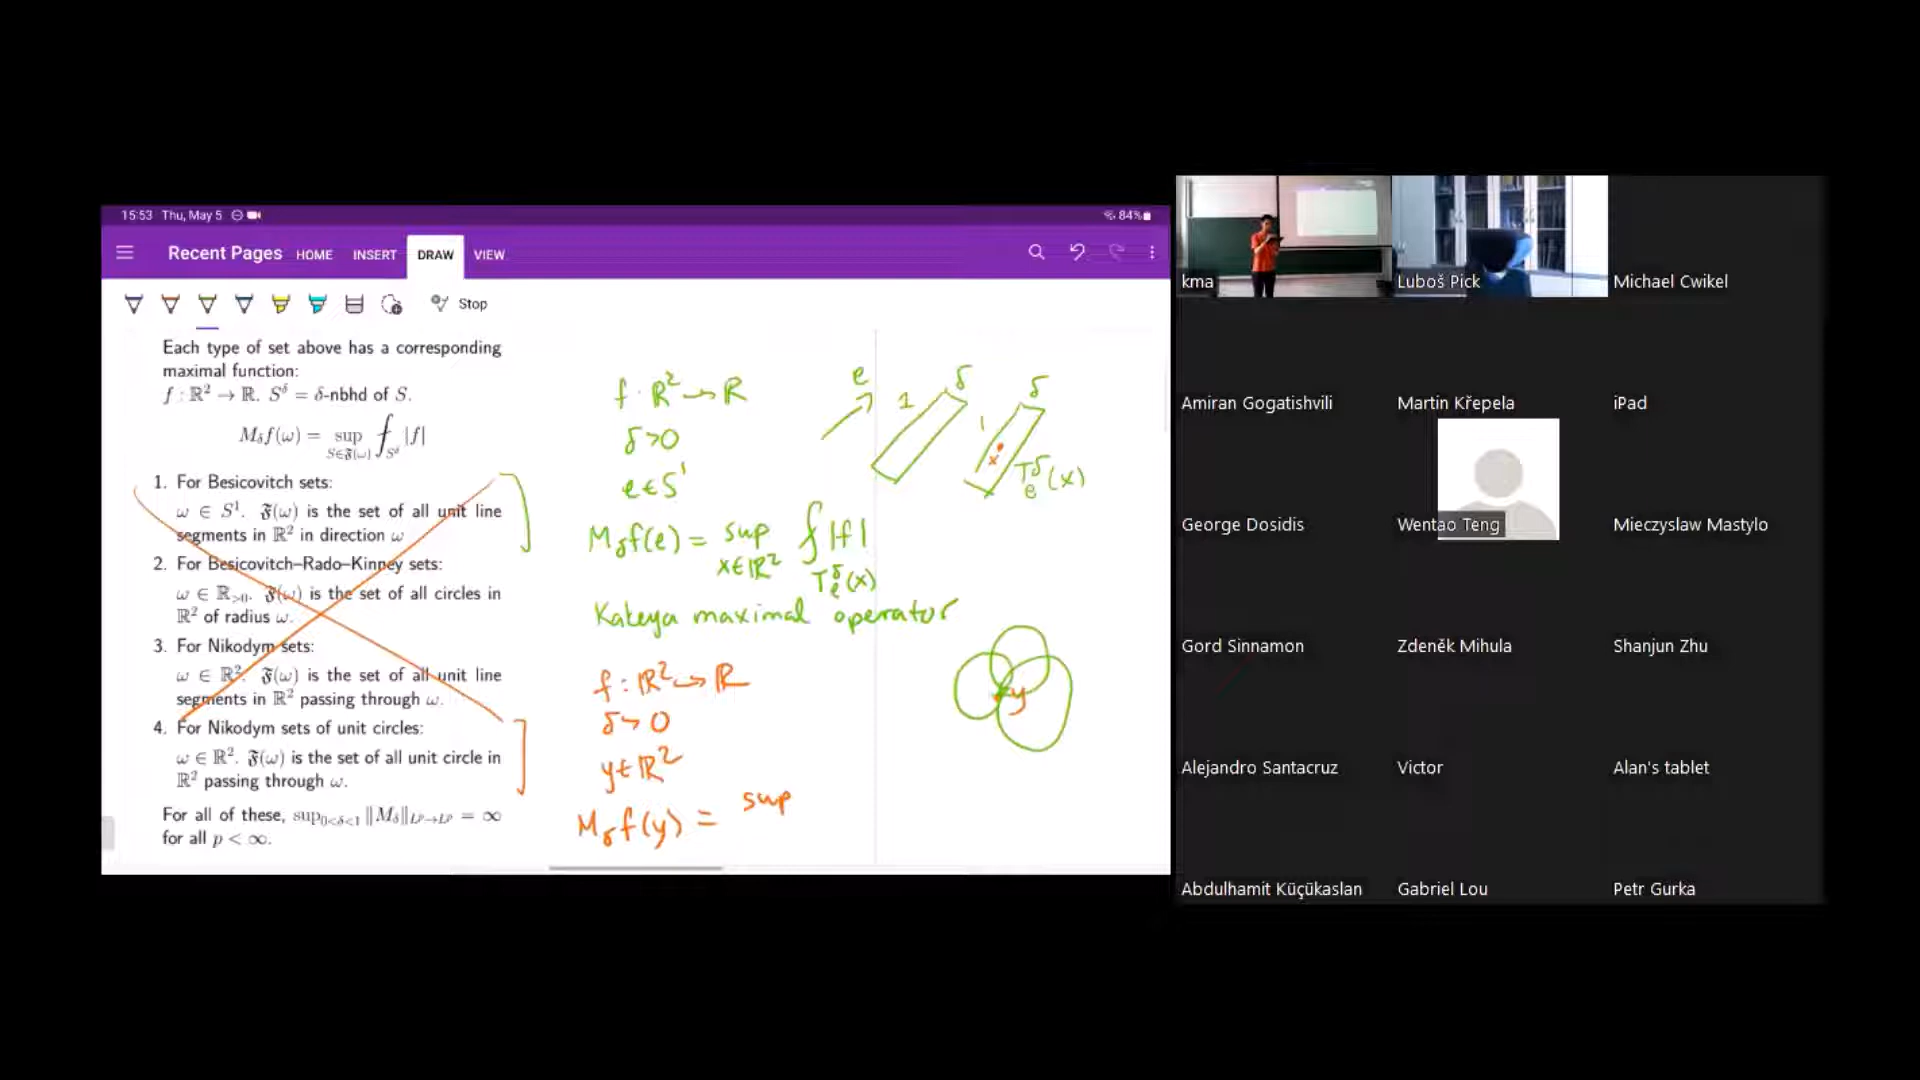 15:53 Thu, May 5
84%
Recent Pages HOME INSERT DRAW VIEW
Stop
Each type of set above has a corresponding
maximal function:
f : ℝ² → ℝ. S^δ = δ-nbhd of S.
M_δ f(ω) = sup_{S∈𝔉(ω)} ⨍_{S^δ} |f|
1. For Besicovitch sets:
ω ∈ S¹. 𝔉(ω) is the set of all unit line
segments in ℝ² in direction ω
2. For Besicovitch–Rado–Kinney sets:
ω ∈ ℝ_{>0}. 𝔉(ω) is the set of all circles in
ℝ² of radius ω.
3. For Nikodym sets:
ω ∈ ℝ². 𝔉(ω) is the set of all unit line
segments in ℝ² passing through ω.
4. For Nikodym sets of unit circles:
ω ∈ ℝ². 𝔉(ω) is the set of all unit circle in
ℝ² passing through ω.
For all of these, sup_{0<δ<1} ‖M_δ‖_{L^p→L^p} = ∞
for all p < ∞.
f : ℝ² → ℝ
δ > 0
e ∈ S¹
M_δ f(e) = sup_{x∈ℝ²} ⨍_{T_e^δ(x)} |f|
Kakeya maximal operator
f : ℝ² → ℝ
δ > 0
y ∈ ℝ²
M_δ f(y) = sup
e
1
δ
δ
1
x
T_e^δ(x)
y
kma
Luboš Pick
Michael Cwikel
Amiran Gogatishvili
Martin Křepela
iPad
George Dosidis
Wentao Teng
Mieczyslaw Mastylo
Gord Sinnamon
Zdeněk Mihula
Shanjun Zhu
Alejandro Santacruz
Victor
Alan's tablet
Abdulhamit Küçükaslan
Gabriel Lou
Petr Gurka